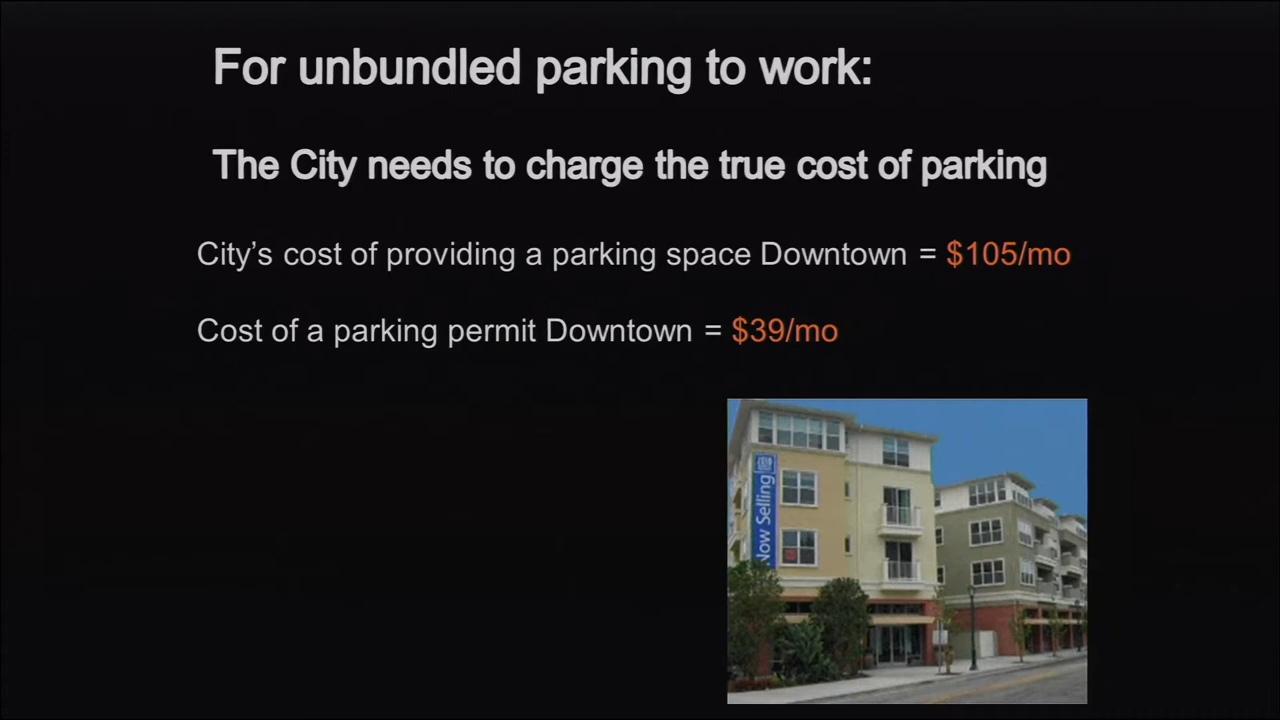 For unbundled parking to work:
The City needs to charge the true cost of parking
City’s cost of providing a parking space Downtown = $105/mo
Cost of a parking permit Downtown = $39/mo
Now Selling